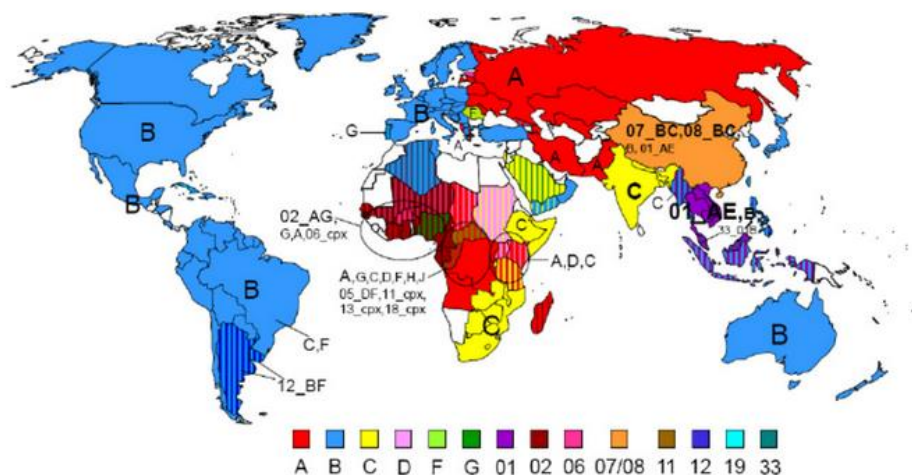 A
B
G
B
07_BC,08_BC,
B, 01_AE
A
A
A
B
C
C
02_AG,
G,A,06_cpx
C
01_AE,B
33_01B
A,G,C,D,F,H,J
05_DF,11_cpx,
13_cpx,18_cpx
A,D,C
B
C,F
C
B
12_BF
A B C D F G 01 02 06 07/08 11 12 19 33